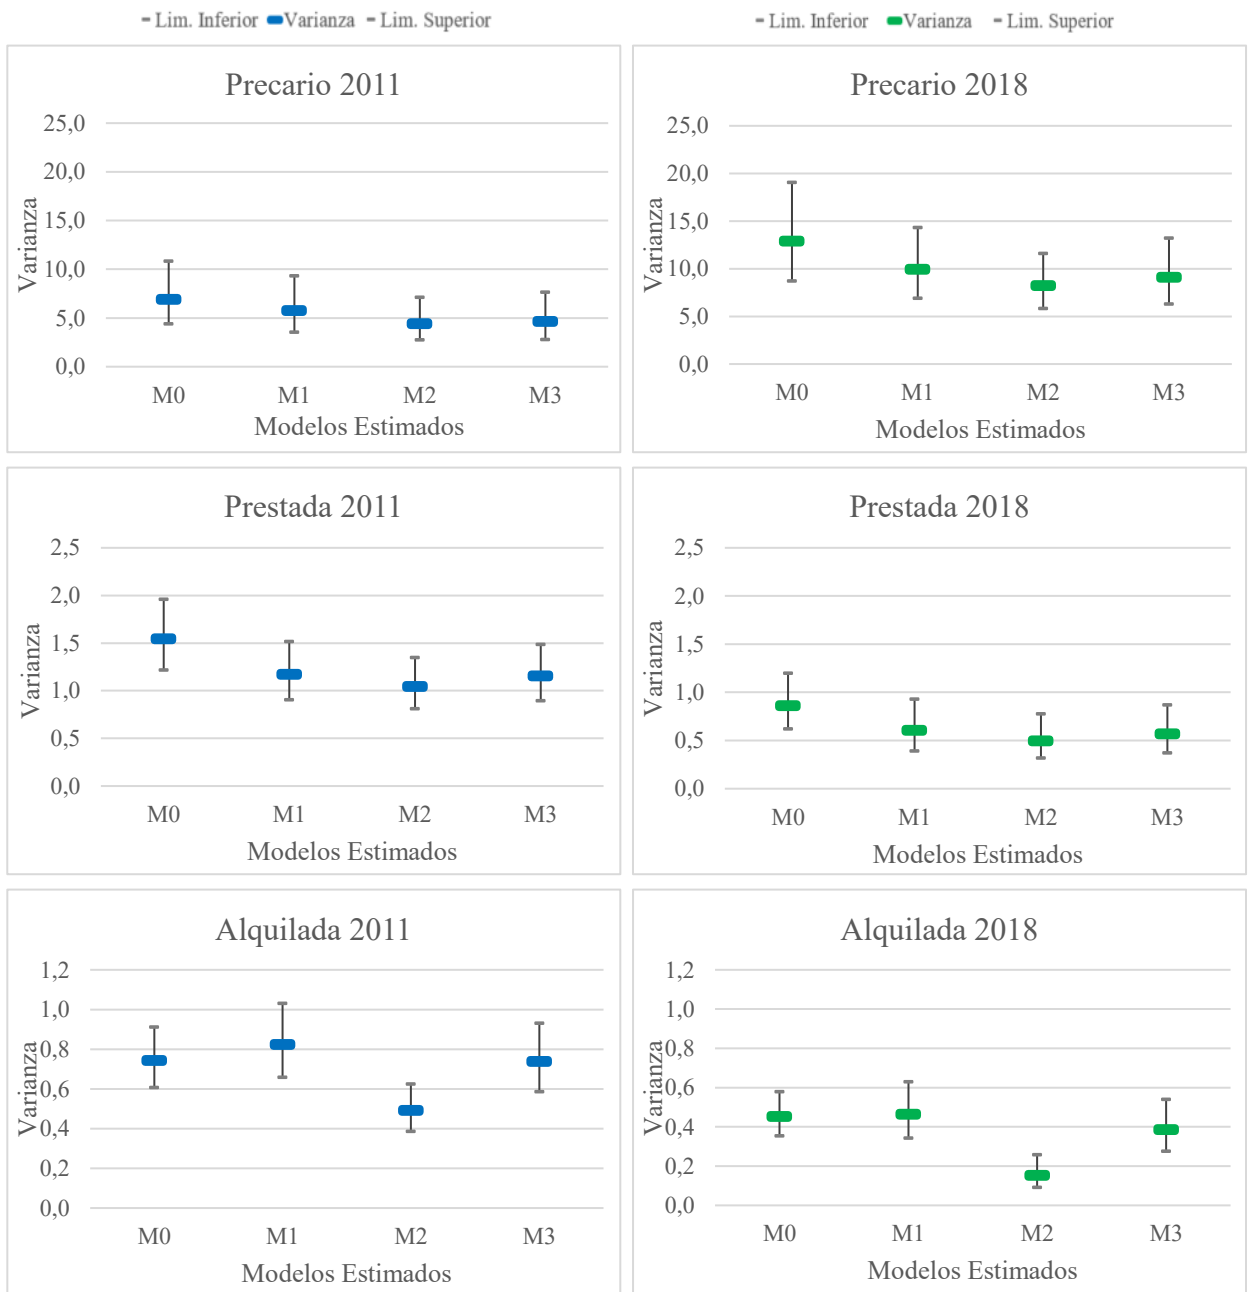 Lim. Inferior Varianza Lim. Superior
Lim. Inferior Varianza Lim. Superior
Precario 2011
25,0
20,0
15,0
10,0
5,0
0,0
Varianza
M0 M1 M2 M3
Modelos Estimados
Precario 2018
25,0
20,0
15,0
10,0
5,0
0,0
Varianza
M0 M1 M2 M3
Modelos Estimados
Prestada 2011
2,5
2,0
1,5
1,0
0,5
0,0
Varianza
M0 M1 M2 M3
Modelos Estimados
Prestada 2018
2,5
2,0
1,5
1,0
0,5
0,0
Varianza
M0 M1 M2 M3
Modelos Estimados
Alquilada 2011
1,2
1,0
0,8
0,6
0,4
0,2
0,0
Varianza
M0 M1 M2 M3
Modelos Estimados
Alquilada 2018
1,2
1,0
0,8
0,6
0,4
0,2
0,0
Varianza
M0 M1 M2 M3
Modelos Estimados